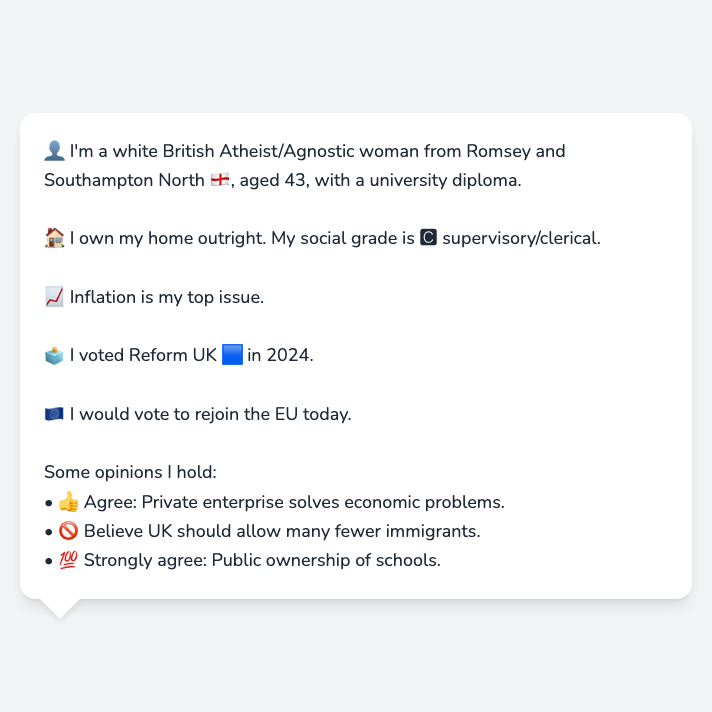 👤 I'm a white British Atheist/Agnostic woman from Romsey and
Southampton North 🏴󠁧󠁢󠁥󠁮󠁧󠁿, aged 43, with a university diploma.
🏠 I own my home outright. My social grade is 🅲 supervisory/clerical.
📈 Inflation is my top issue.
🗳️ I voted Reform UK 🟦 in 2024.
🇪🇺 I would vote to rejoin the EU today.
Some opinions I hold:
• 👍 Agree: Private enterprise solves economic problems.
• 🚫 Believe UK should allow many fewer immigrants.
• 💯 Strongly agree: Public ownership of schools.